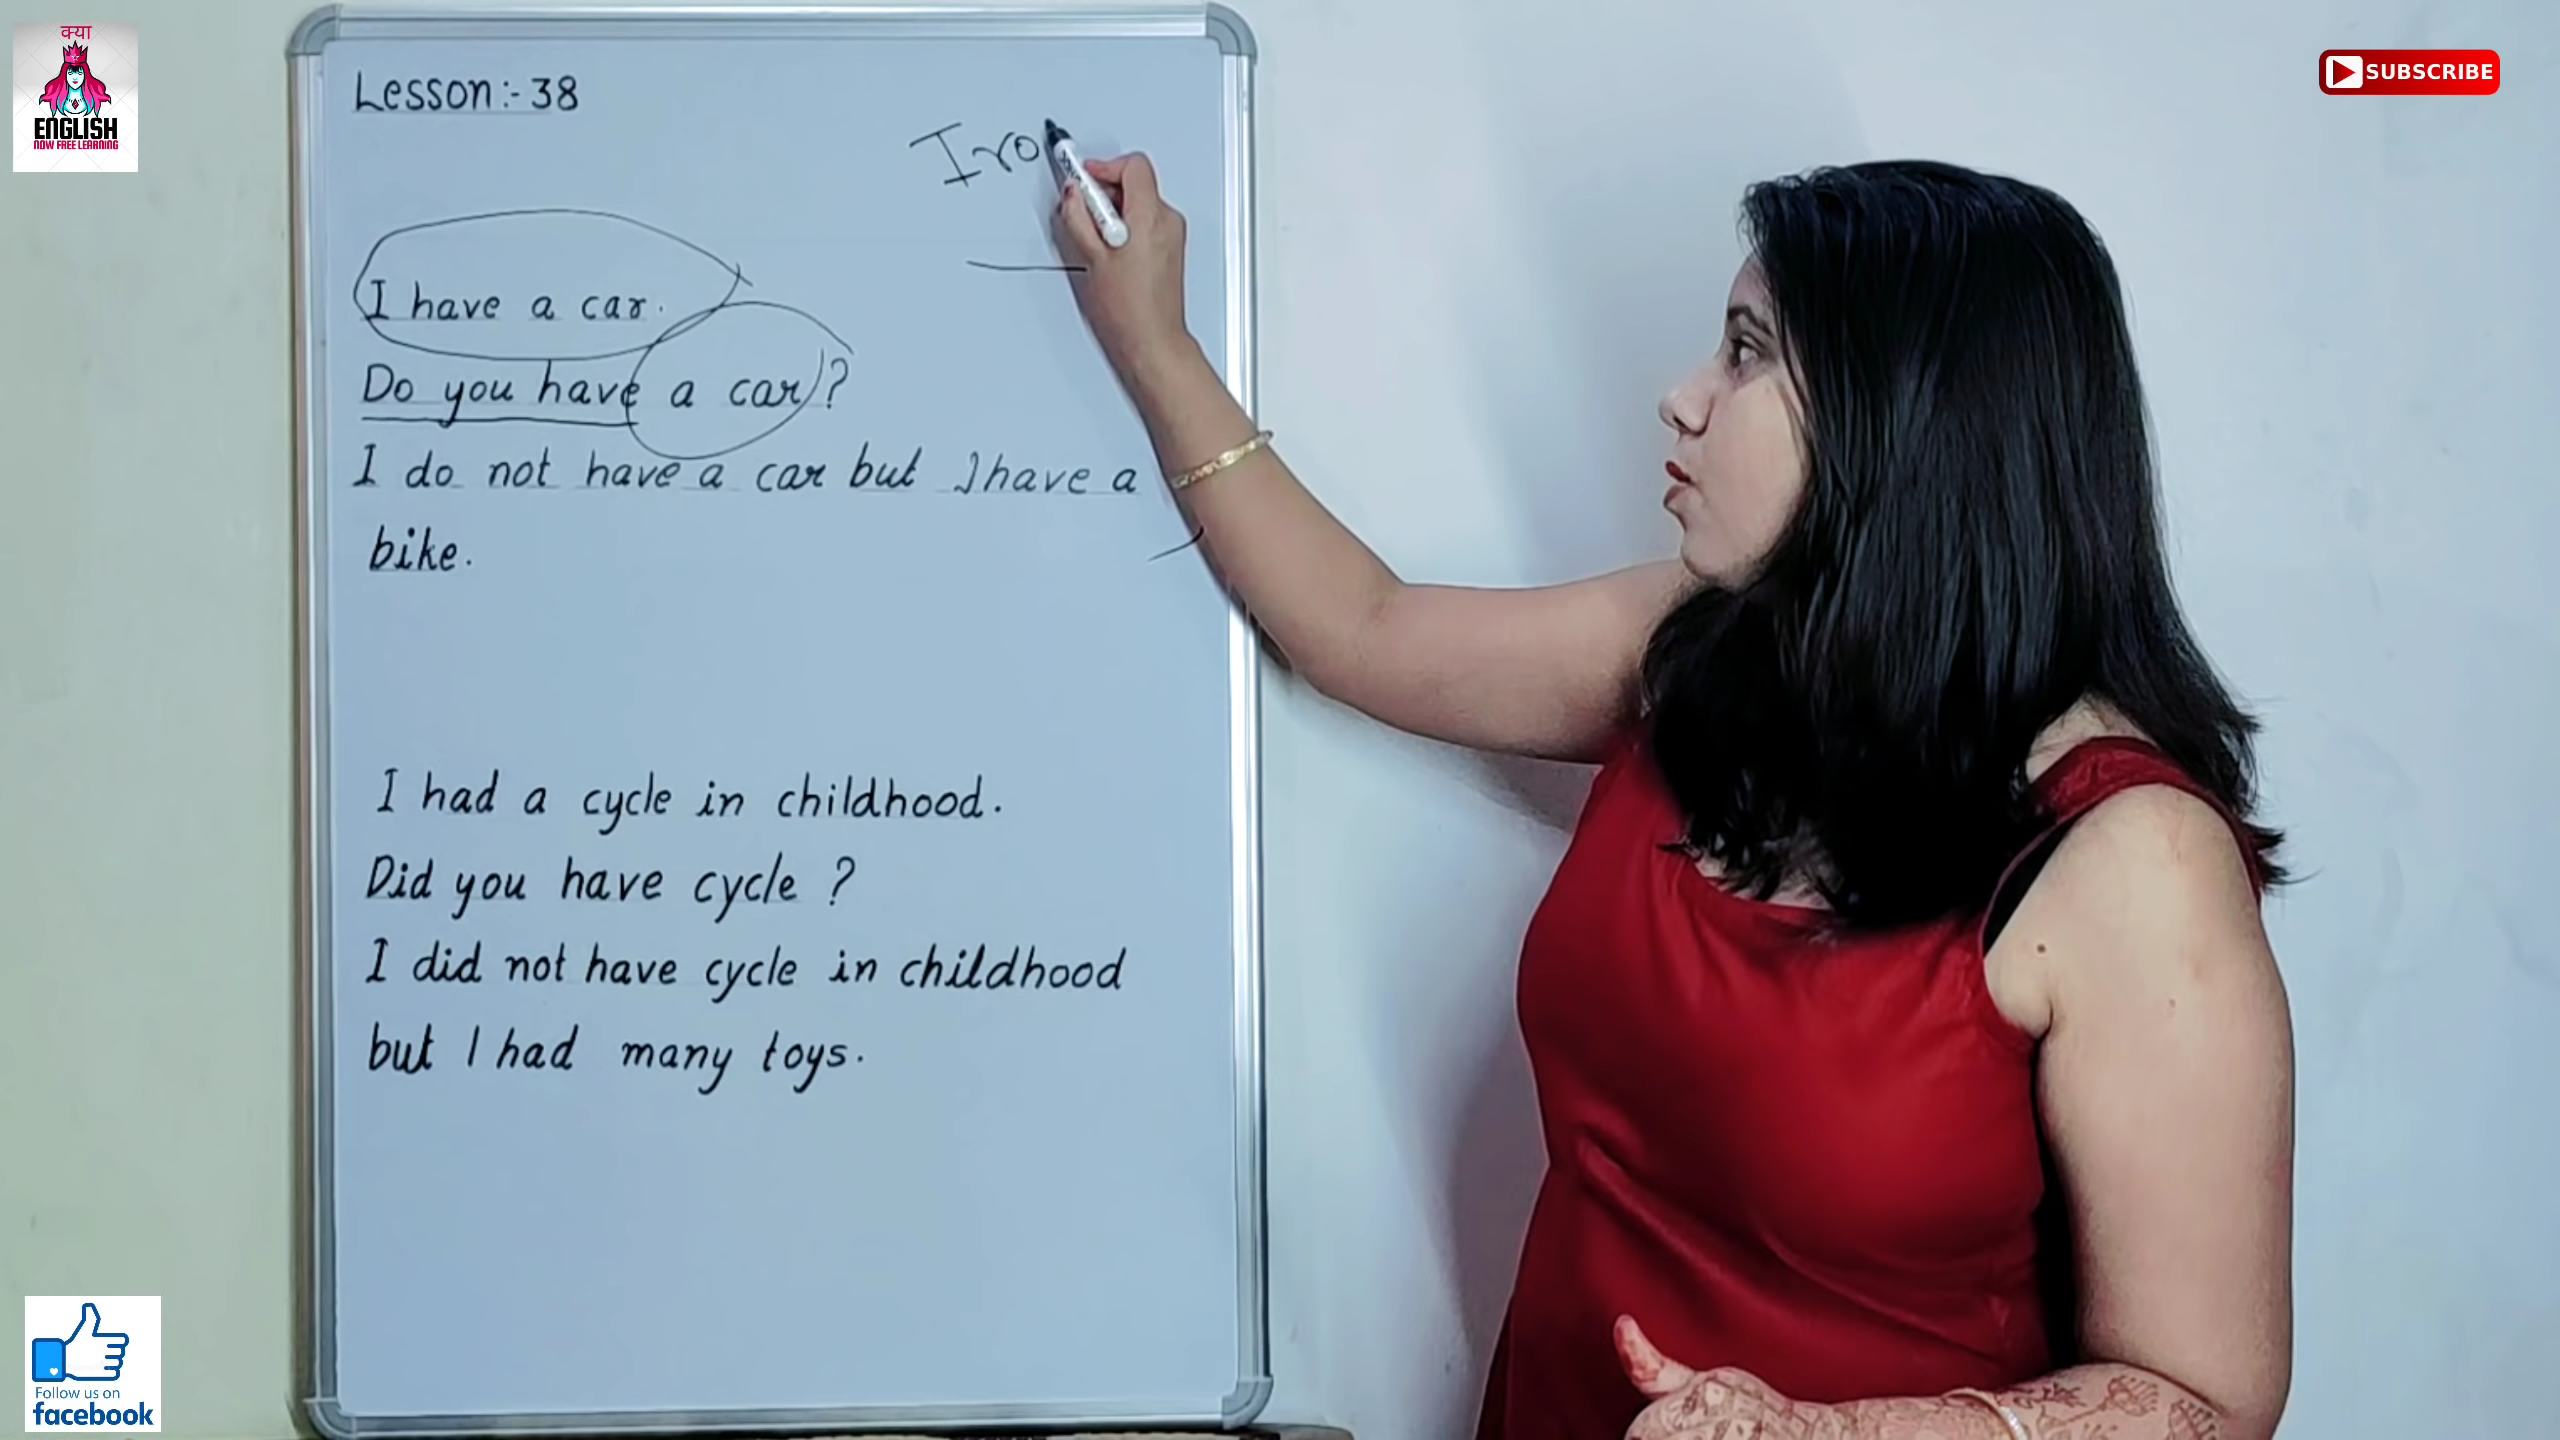 क्या
ENGLISH
NOW FREE LEARNING
SUBSCRIBE
Lesson:- 38
Iro
I have a car.
Do you have a car?
I do not have a car but I have a
bike.
I had a cycle in childhood.
Did you have cycle ?
I did not have cycle in childhood
but I had many toys.
Follow us on
facebook